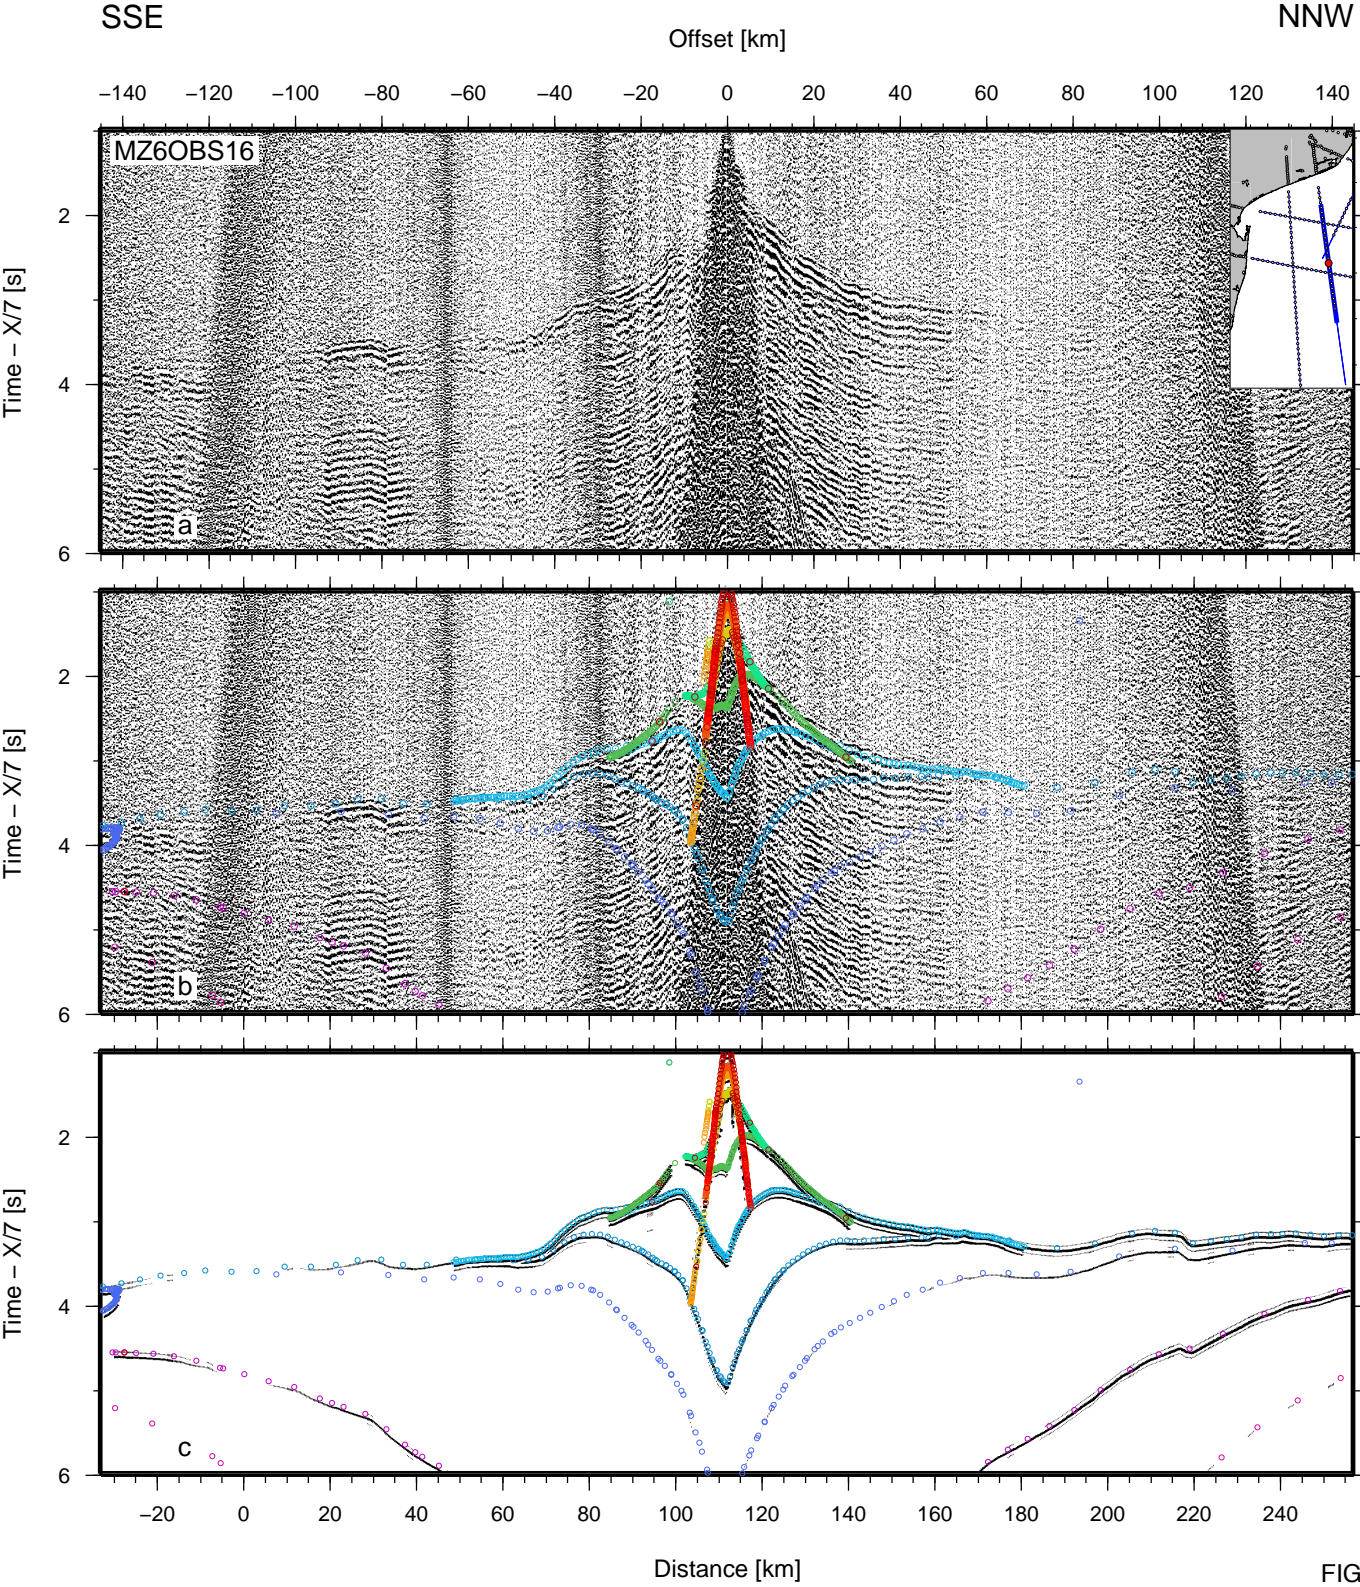 SSE NNW
Offset [km]
−140 −120 −100 −80 −60 −40 −20 0 20 40 60 80 100 120 140
MZ6OBS16
2
4
6
Time − X/7 [s]
a
2
4
6
Time − X/7 [s]
b
2
4
6
Time − X/7 [s]
c
−20 0 20 40 60 80 100 120 140 160 180 200 220 240
Distance [km]
FIG